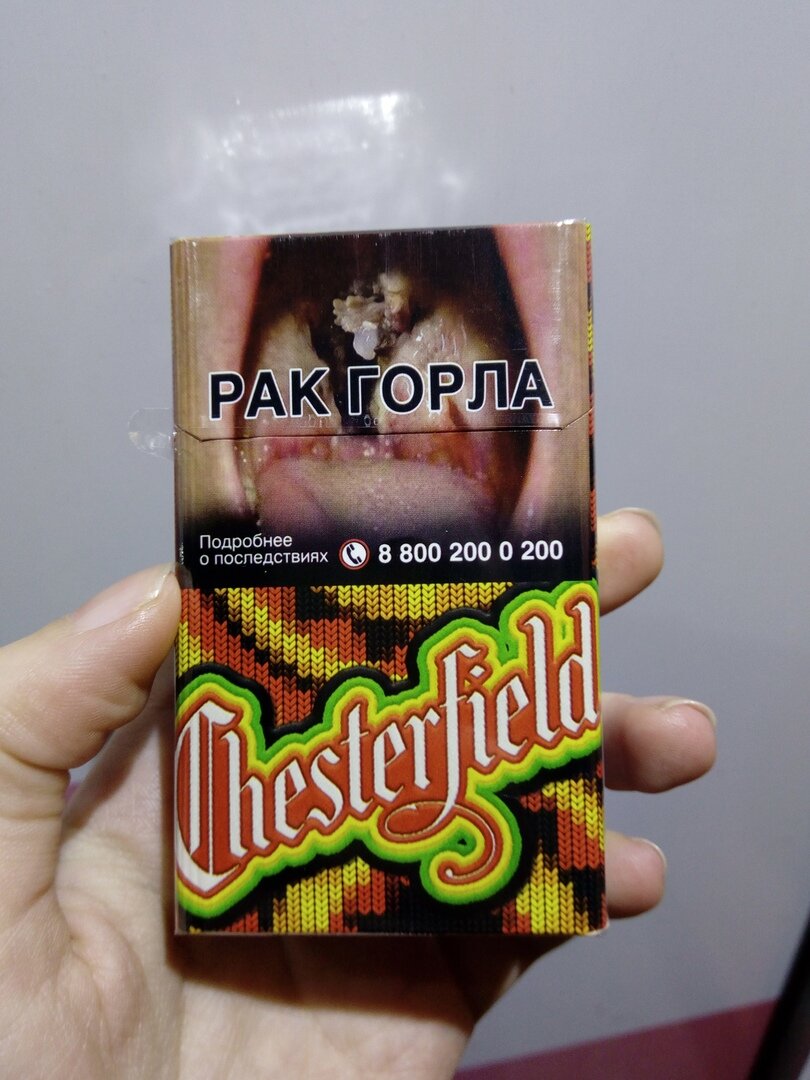 РАК ГОРЛА
Подробнее
о последствиях 8 800 200 0 200
Chesterfield